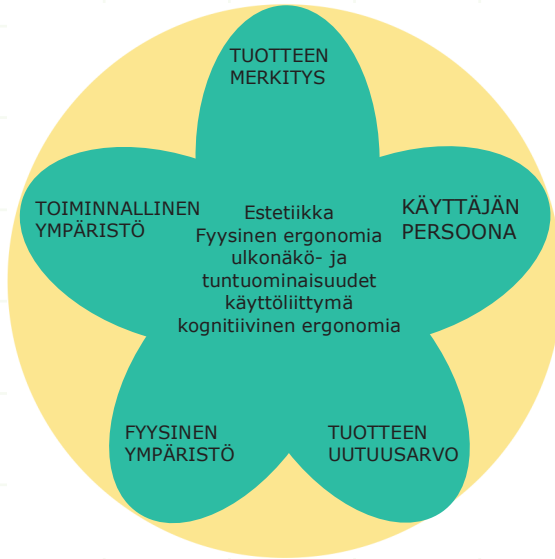 TUOTTEEN
MERKITYS
TOIMINNALLINEN
YMPÄRISTÖ
KÄYTTÄJÄN
PERSOONA
Estetiikka
Fyysinen ergonomia
ulkonäkö- ja
tuntuominaisuudet
käyttöliittymä
kognitiivinen ergonomia
FYYSINEN
YMPÄRISTÖ
TUOTTEEN
UUTUUSARVO